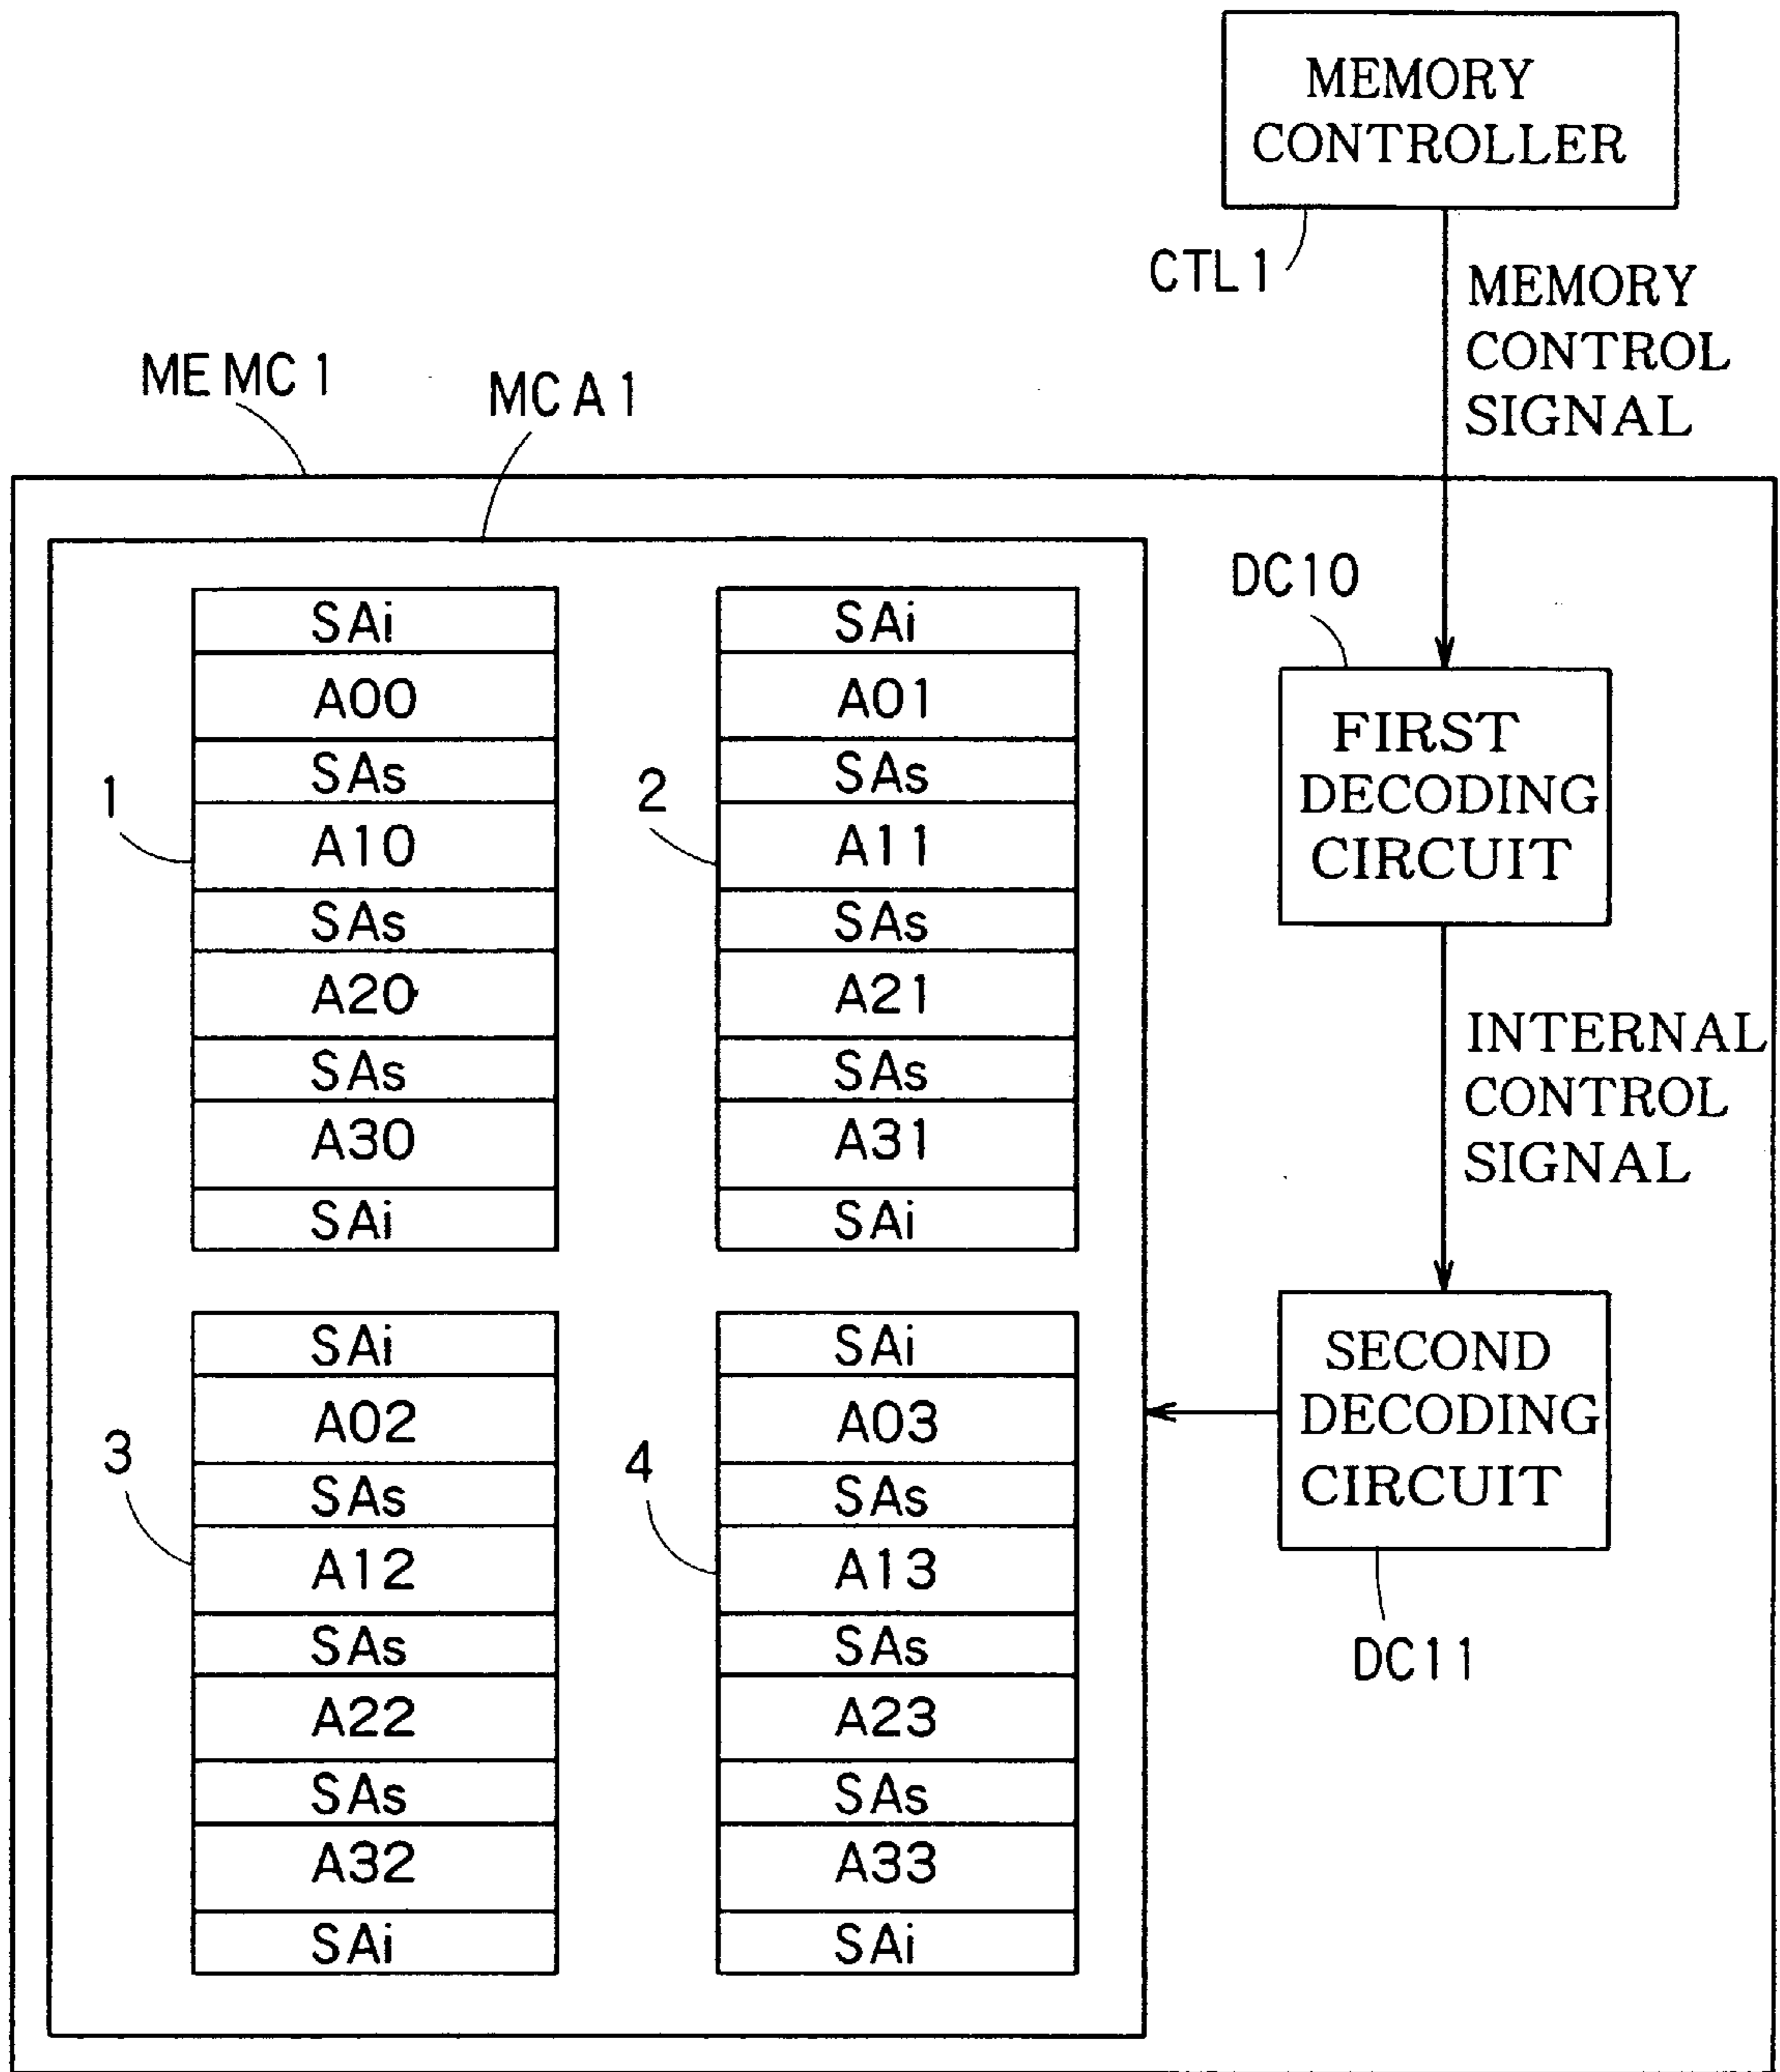 MEMORY
CONTROLLER
CTL1
MEMORY
CONTROL
SIGNAL
MEMC1
MCA1
DC10
FIRST
DECODING
CIRCUIT
INTERNAL
CONTROL
SIGNAL
SECOND
DECODING
CIRCUIT
DC11
1
SAi
A00
SAs
A10
SAs
A20
SAs
A30
SAi
2
SAi
A01
SAs
A11
SAs
A21
SAs
A31
SAi
3
SAi
A02
SAs
A12
SAs
A22
SAs
A32
SAi
4
SAi
A03
SAs
A13
SAs
A23
SAs
A33
SAi